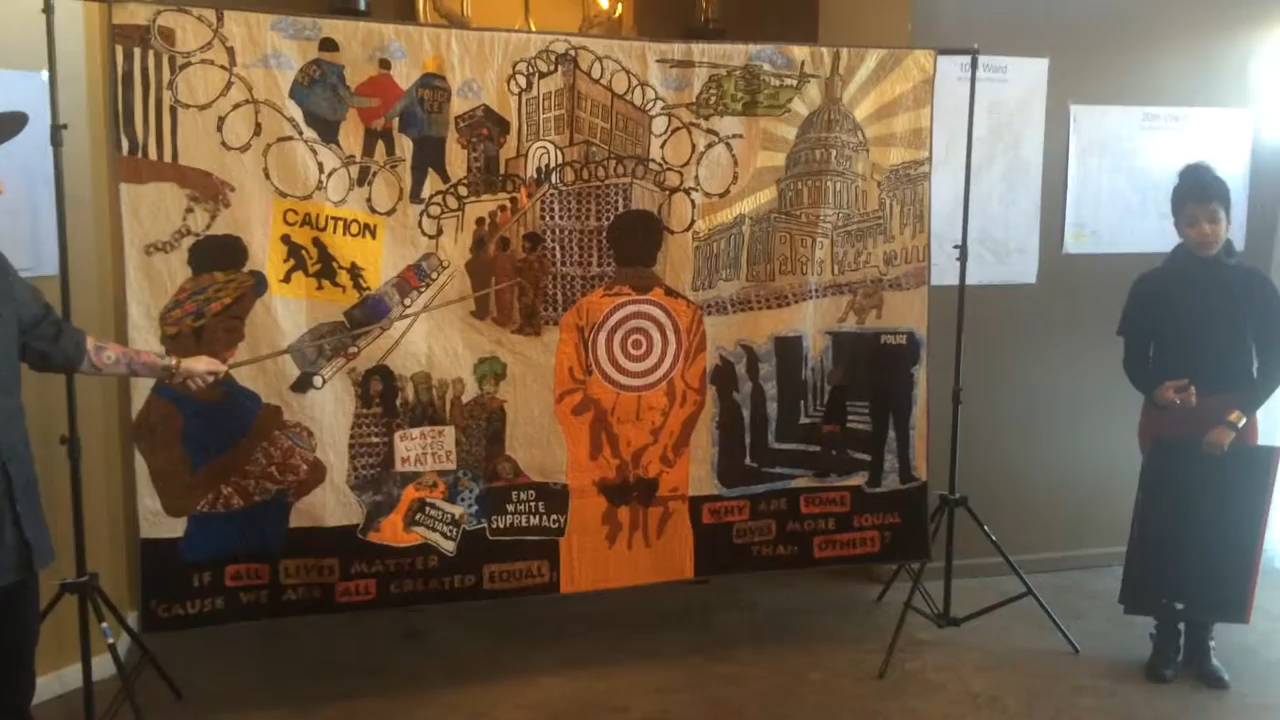 POLICE
POLICE
ICE
CAUTION
POLICE
BLACK
LIVES
MATTER
THIS IS
RESISTANCE
END
WHITE
SUPREMACY
IF ALL LIVES MATTER
'CAUSE WE ARE ALL CREATED EQUAL,
WHY ARE SOME
LIVES MORE EQUAL
THAN OTHERS?
Ward